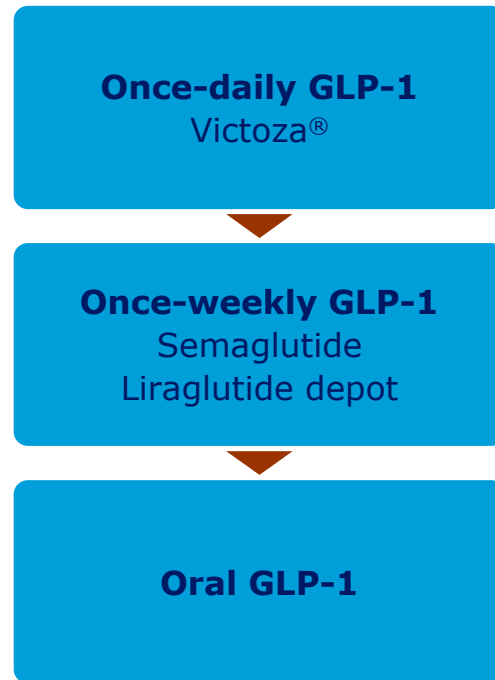 Once-daily GLP-1
Victoza®
Once-weekly GLP-1
Semaglutide
Liraglutide depot
Oral GLP-1